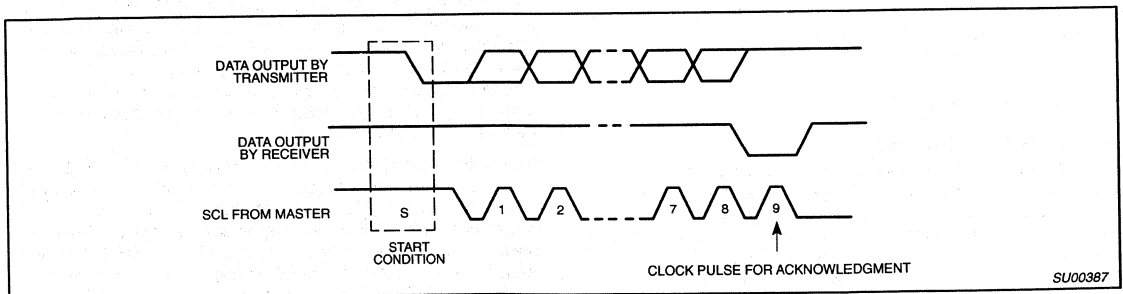 DATA OUTPUT BY
TRANSMITTER
DATA OUTPUT
BY RECEIVER
SCL FROM MASTER
S
1
2
7
8
9
START
CONDITION
CLOCK PULSE FOR ACKNOWLEDGMENT
SU00387